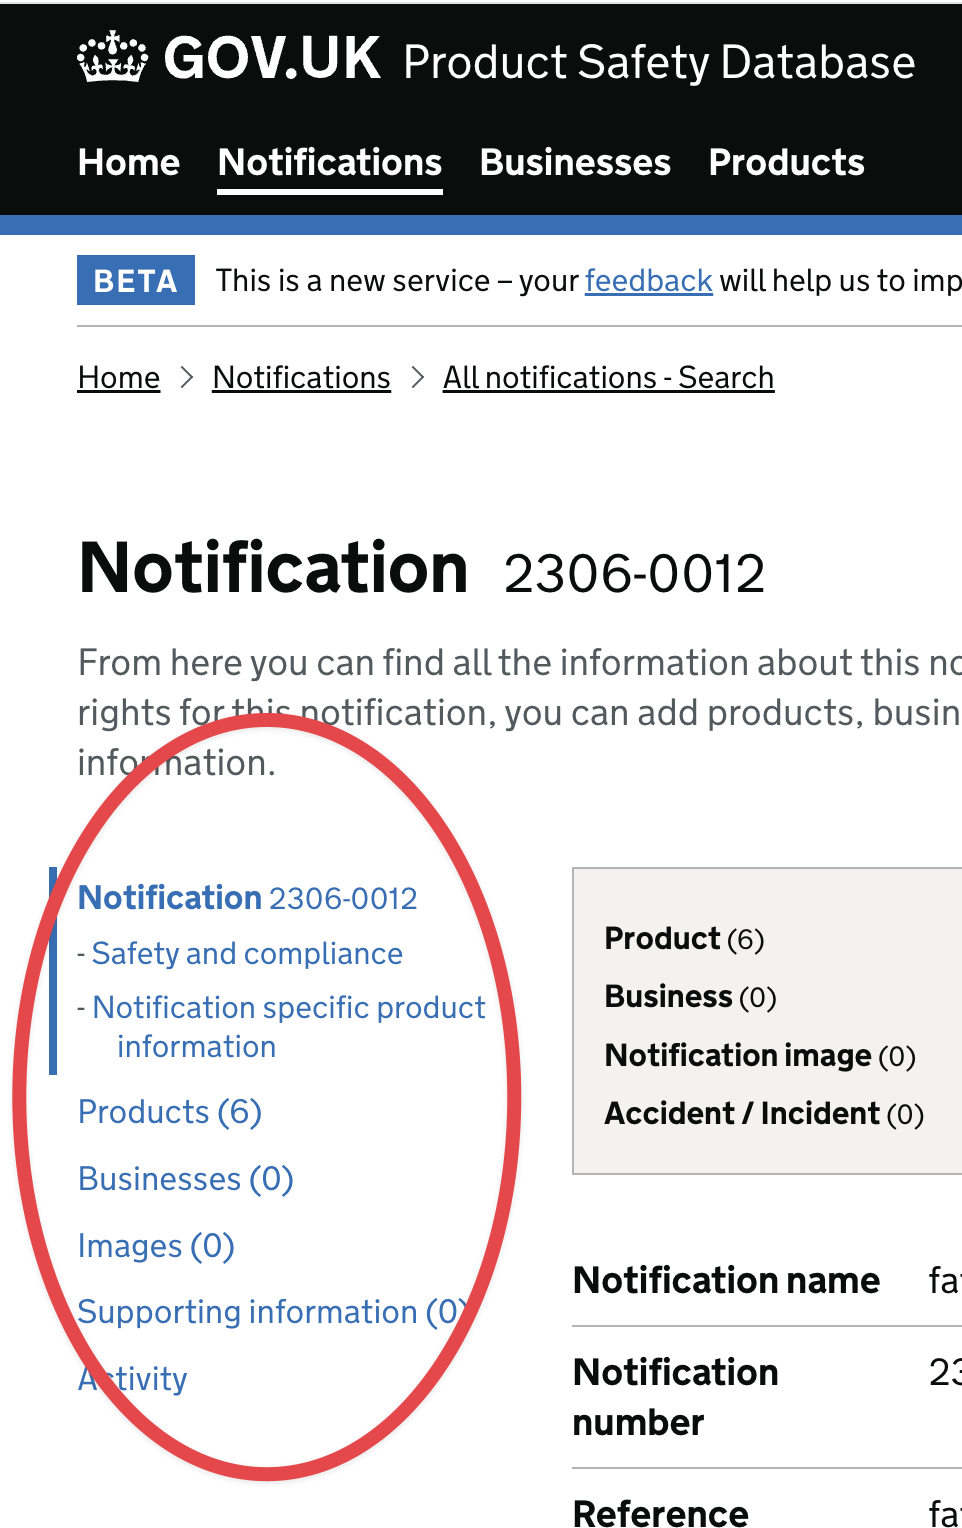 GOV.UK Product Safety Database
Home Notifications Businesses Products
BETA This is a new service – your feedback will help us to imp
Home > Notifications > All notifications - Search
Notification 2306-0012
From here you can find all the information about this no
rights for this notification, you can add products, busin
information.
Notification 2306-0012
- Safety and compliance
- Notification specific product
information
Products (6)
Businesses (0)
Images (0)
Supporting information (0)
Activity
Product (6)
Business (0)
Notification image (0)
Accident / Incident (0)
Notification name fa
Notification 23
number
Reference fa